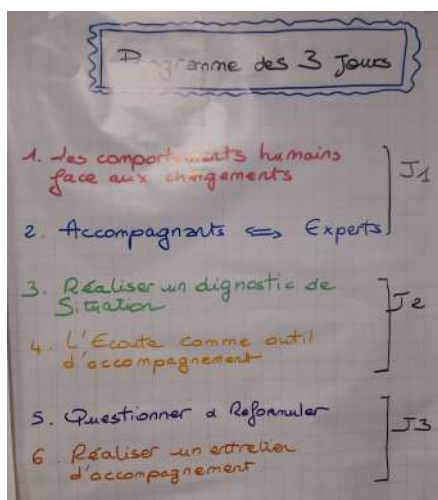 Programme des 3 Jours
1. Les comportements humains
face aux changements
J1
2. Accompagnants <=> Experts
3. Réaliser un dignostic de
Situation
J2
4. L'Ecoute comme outil
d'accompagnement
5. Questionner & Reformuler
J3
6 Réaliser un entretien
d'accompagnement